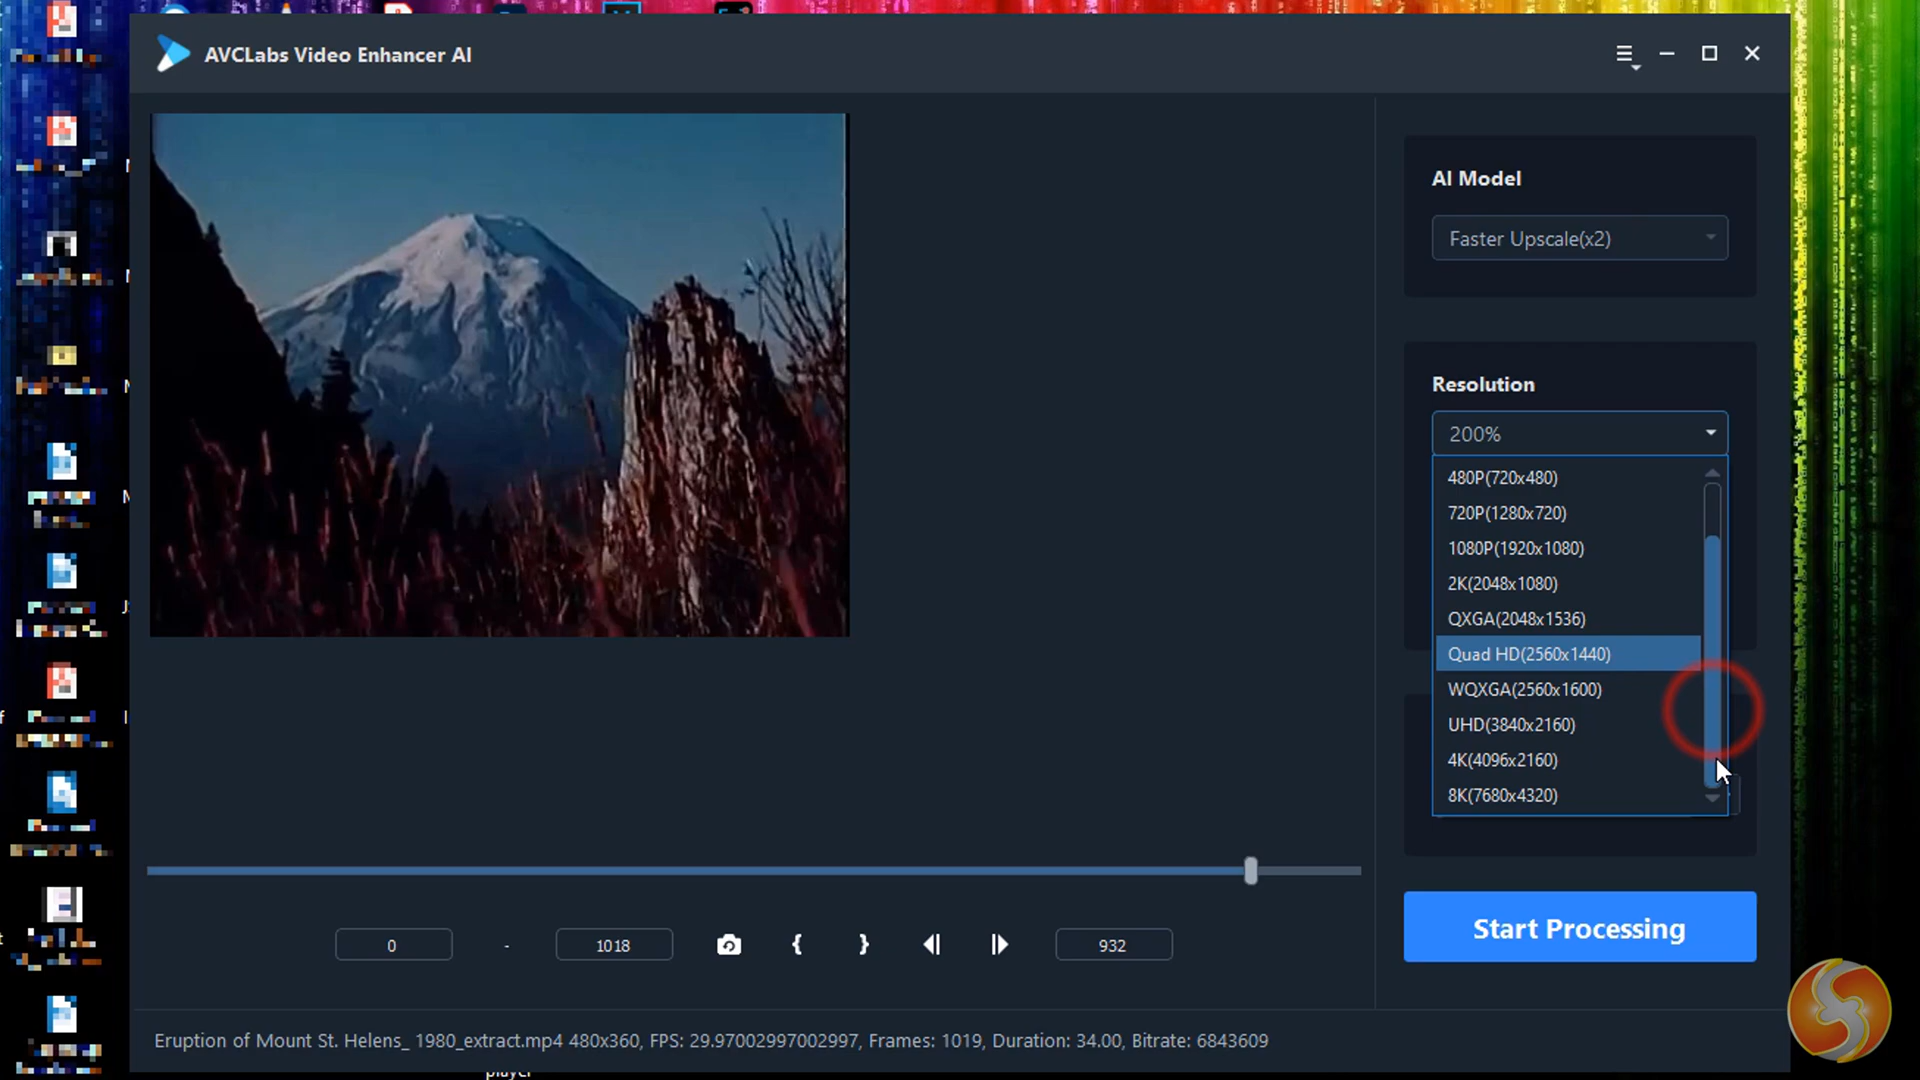 AVCLabs Video Enhancer AI
AI Model
Faster Upscale(x2)
Resolution
200%
480P(720x480)
720P(1280x720)
1080P(1920x1080)
2K(2048x1080)
QXGA(2048x1536)
Quad HD(2560x1440)
WQXGA(2560x1600)
UHD(3840x2160)
4K(4096x2160)
8K(7680x4320)
0
-
1018
{
}
932
Start Processing
Eruption of Mount St. Helens_ 1980_extract.mp4 480x360, FPS: 29.97002997002997, Frames: 1019, Duration: 34.00, Bitrate: 6843609
player